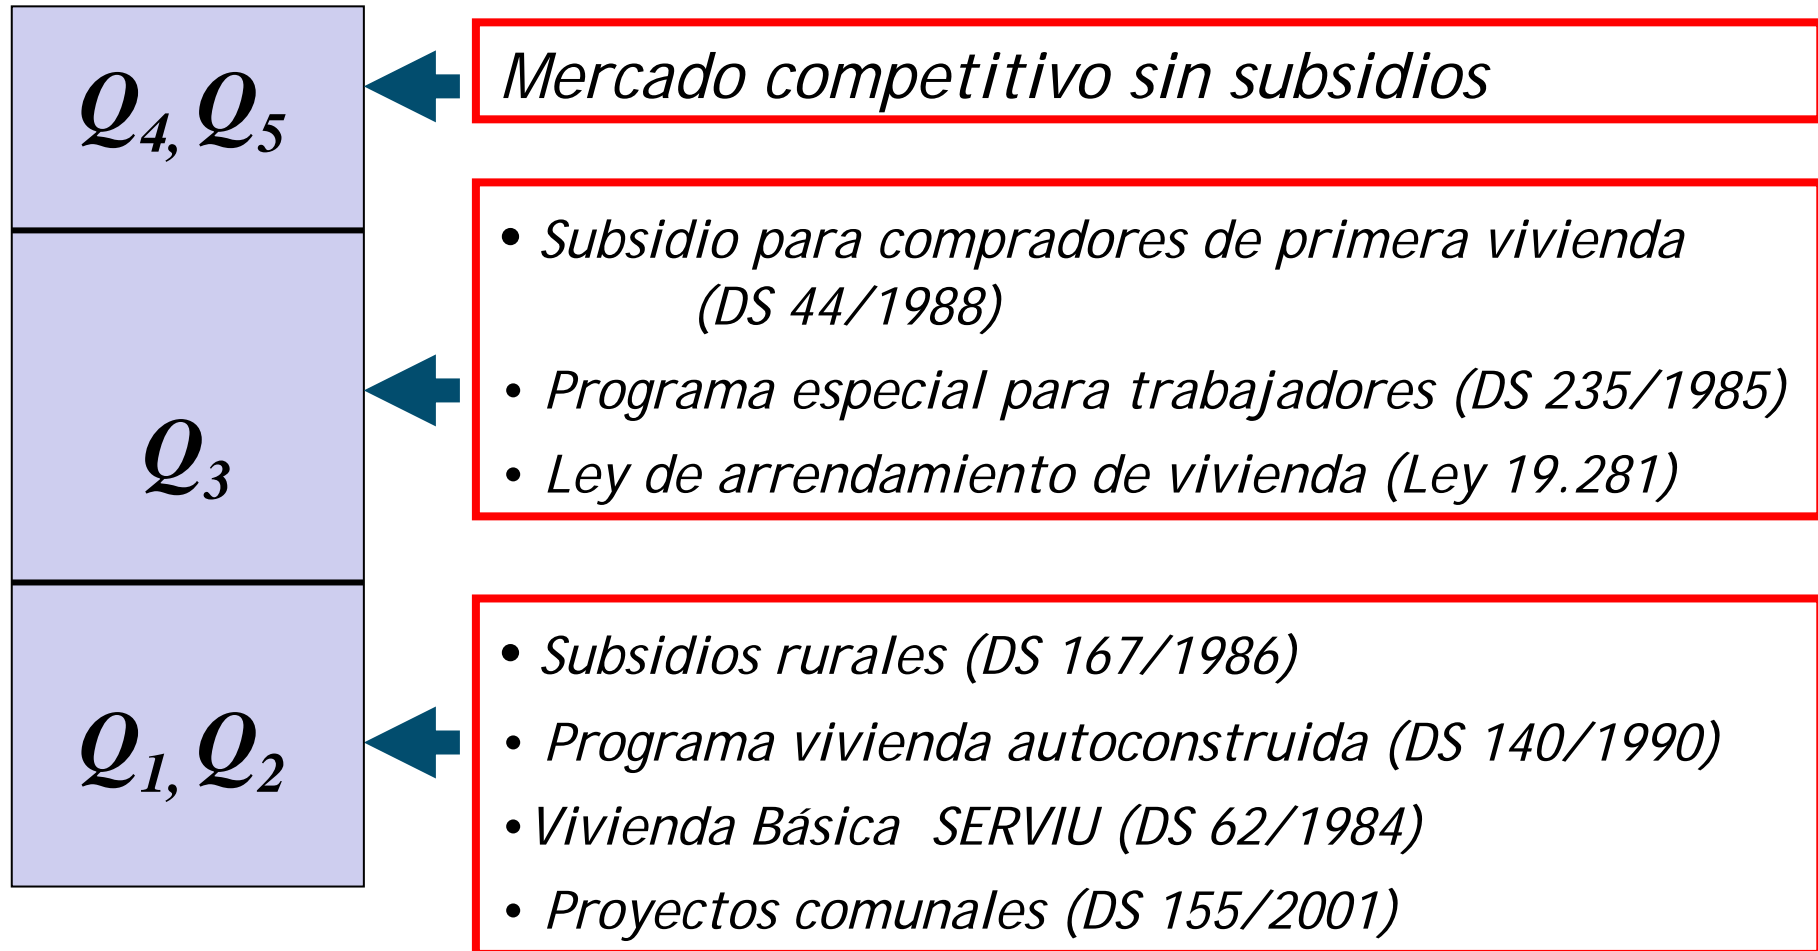 Q4, Q5
Mercado competitivo sin subsidios
Q3
• Subsidio para compradores de primera vivienda
(DS 44/1988)
• Programa especial para trabajadores (DS 235/1985)
• Ley de arrendamiento de vivienda (Ley 19.281)
Q1, Q2
• Subsidios rurales (DS 167/1986)
• Programa vivienda autoconstruida (DS 140/1990)
• Vivienda Básica SERVIU (DS 62/1984)
• Proyectos comunales (DS 155/2001)